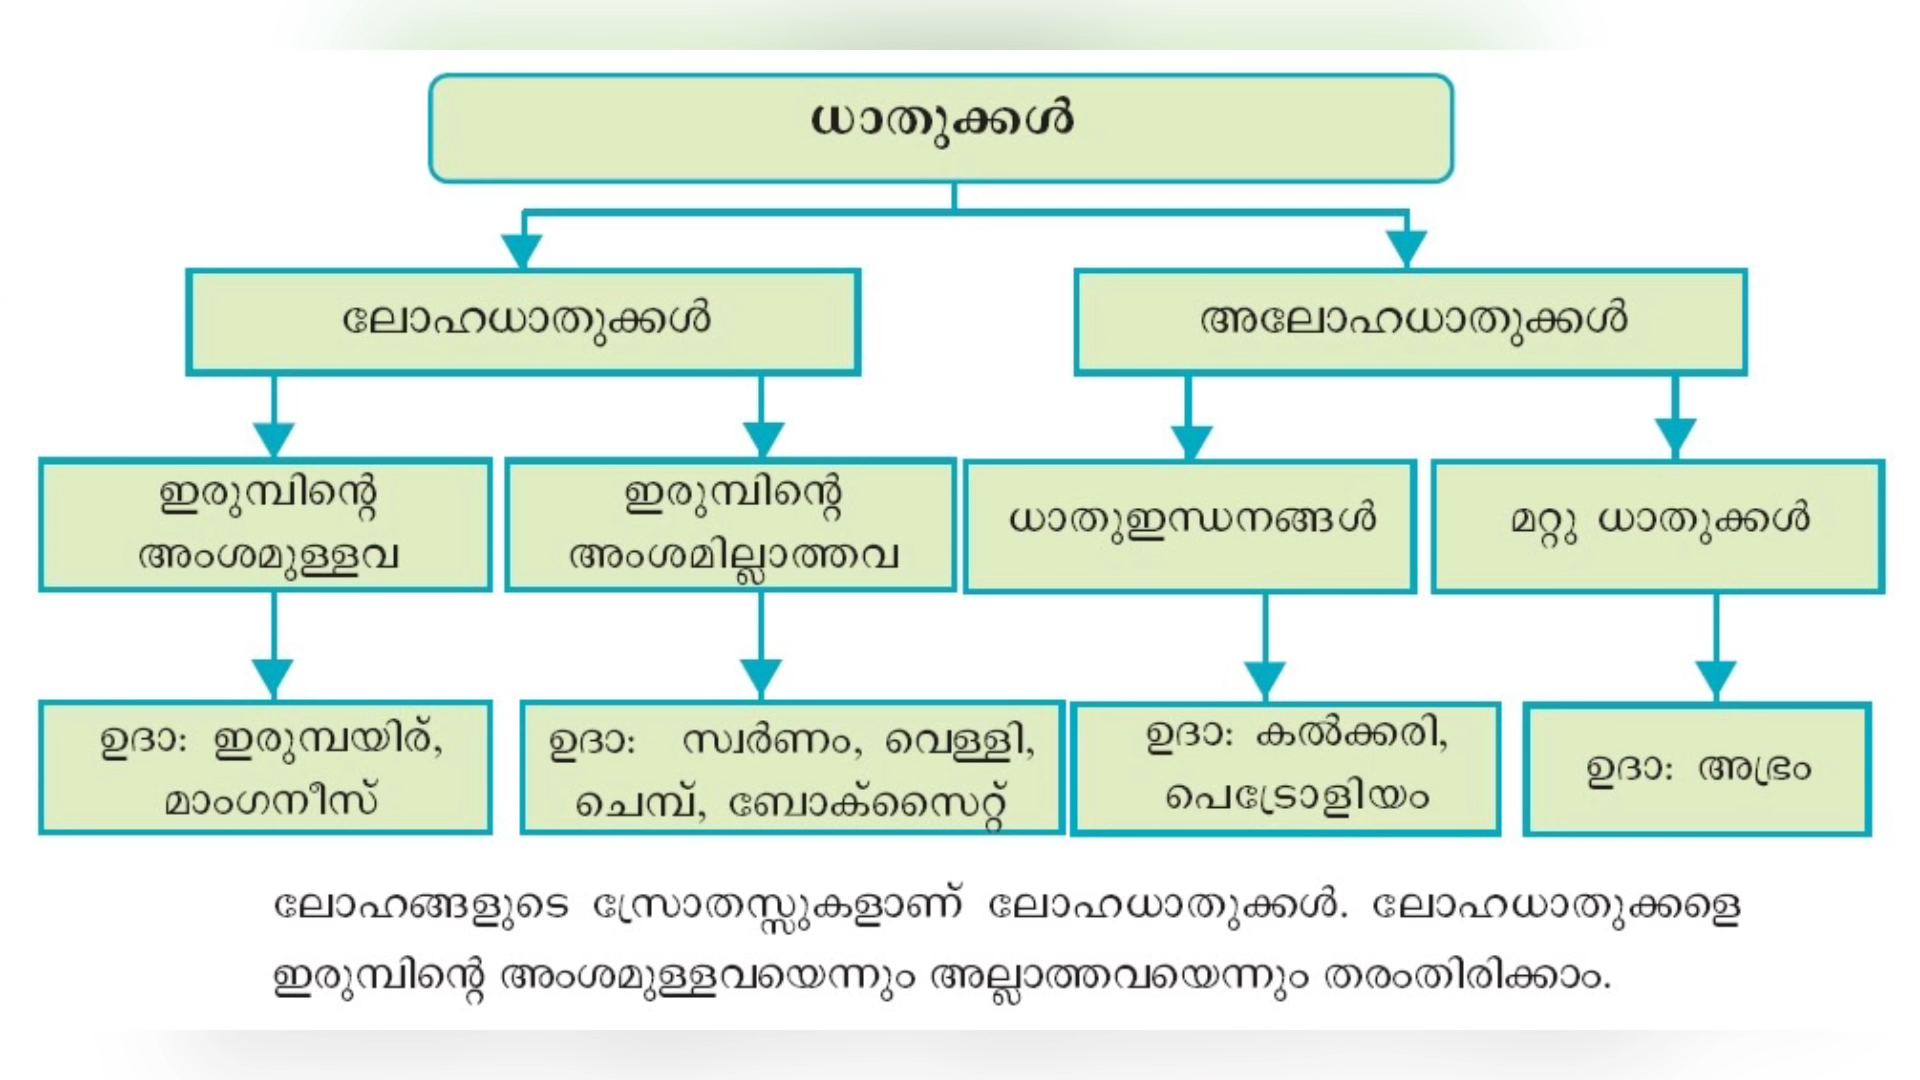 ധാതുക്കൾ
ലോഹധാതുക്കൾ
അലോഹധാതുക്കൾ
ഇരുമ്പിന്റെ
അംശമുള്ളവ
ഇരുമ്പിന്റെ
അംശമില്ലാത്തവ
ധാതുഇന്ധനങ്ങൾ
മറ്റു ധാതുക്കൾ
ഉദാ: ഇരുമ്പയിര്,
മാംഗനീസ്
ഉദാ: സ്വർണം, വെള്ളി,
ചെമ്പ്, ബോക്സൈറ്റ്
ഉദാ: കൽക്കരി,
പെട്രോളിയം
ഉദാ: അഭ്രം
ലോഹങ്ങളുടെ സ്രോതസ്സുകളാണ് ലോഹധാതുക്കൾ. ലോഹധാതുക്കളെ
ഇരുമ്പിന്റെ അംശമുള്ളവയെന്നും അല്ലാത്തവയെന്നും തരംതിരിക്കാം.